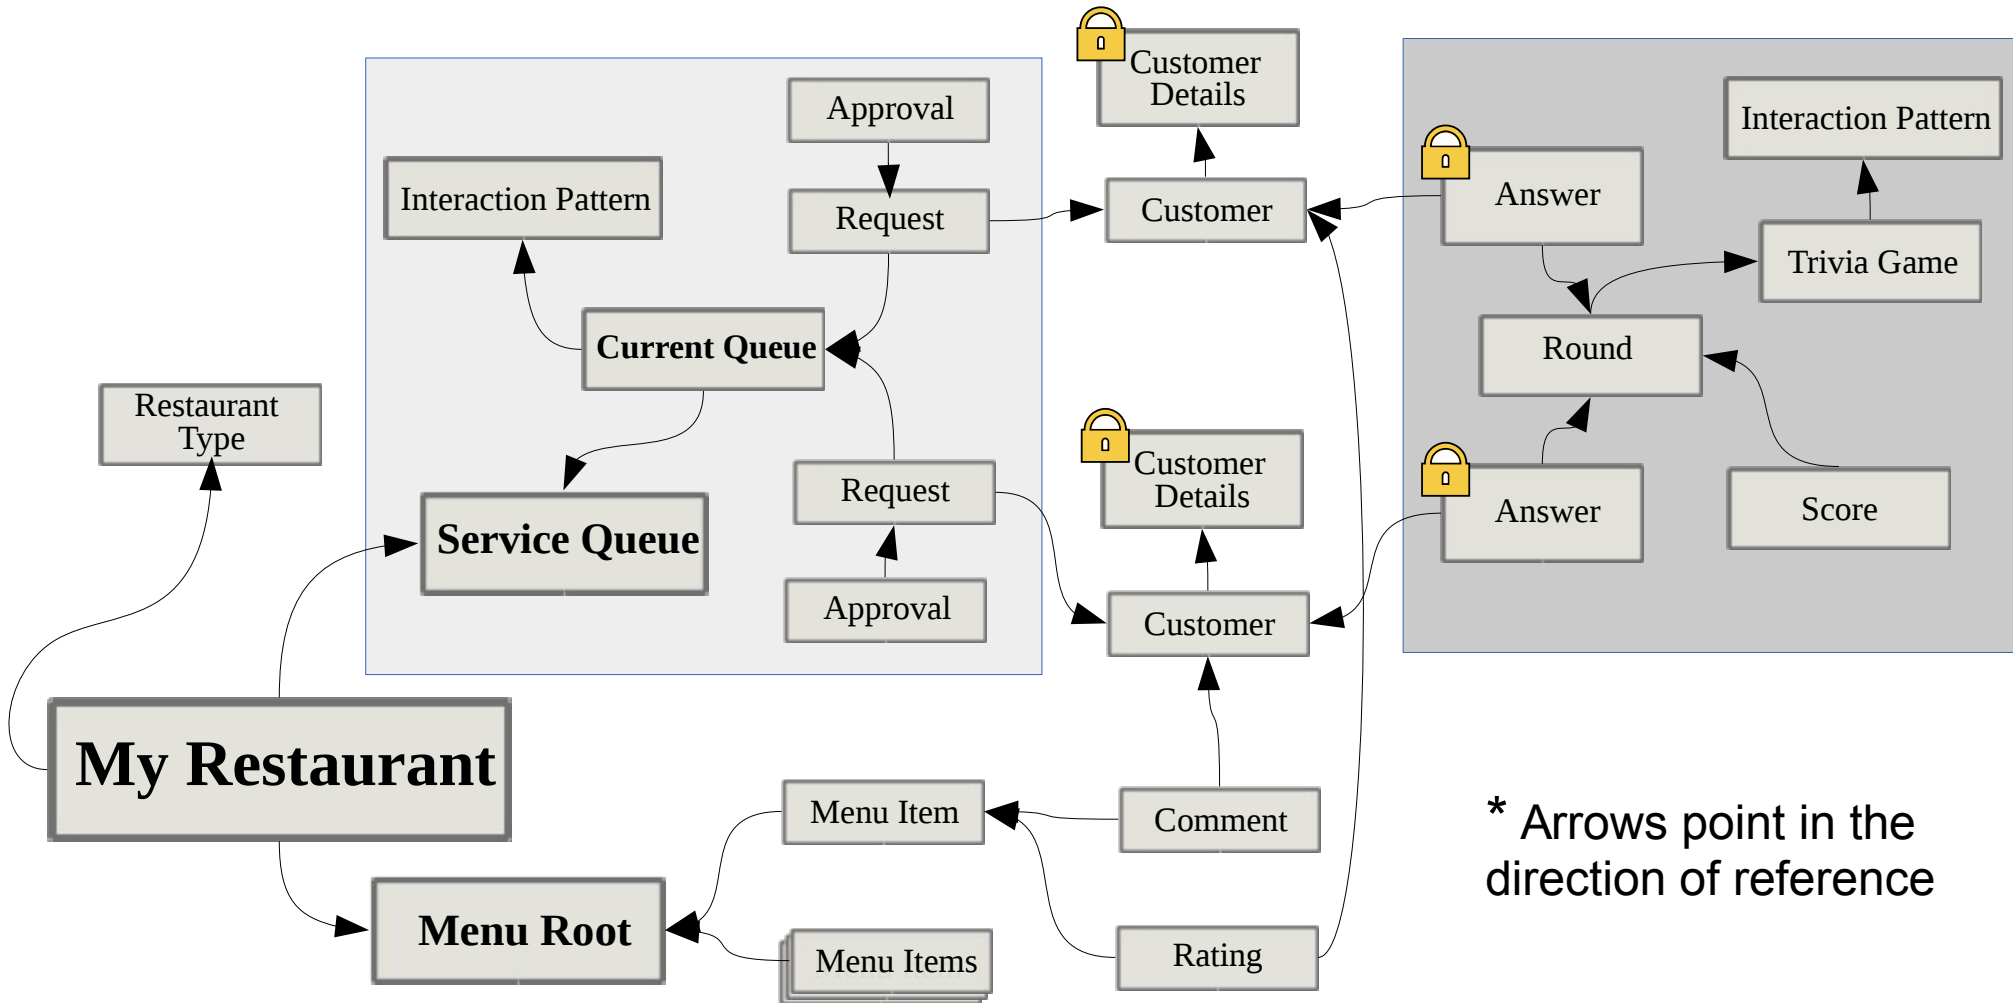 Customer
Details
Approval
Interaction Pattern
Answer
Interaction Pattern
Request
Customer
Trivia Game
Current Queue
Round
Restaurant
Type
Customer
Details
Request
Service Queue
Answer
Score
Approval
Customer
My Restaurant
Menu Item
Comment
* Arrows point in the
direction of reference
Menu Root
Menu Items
Rating